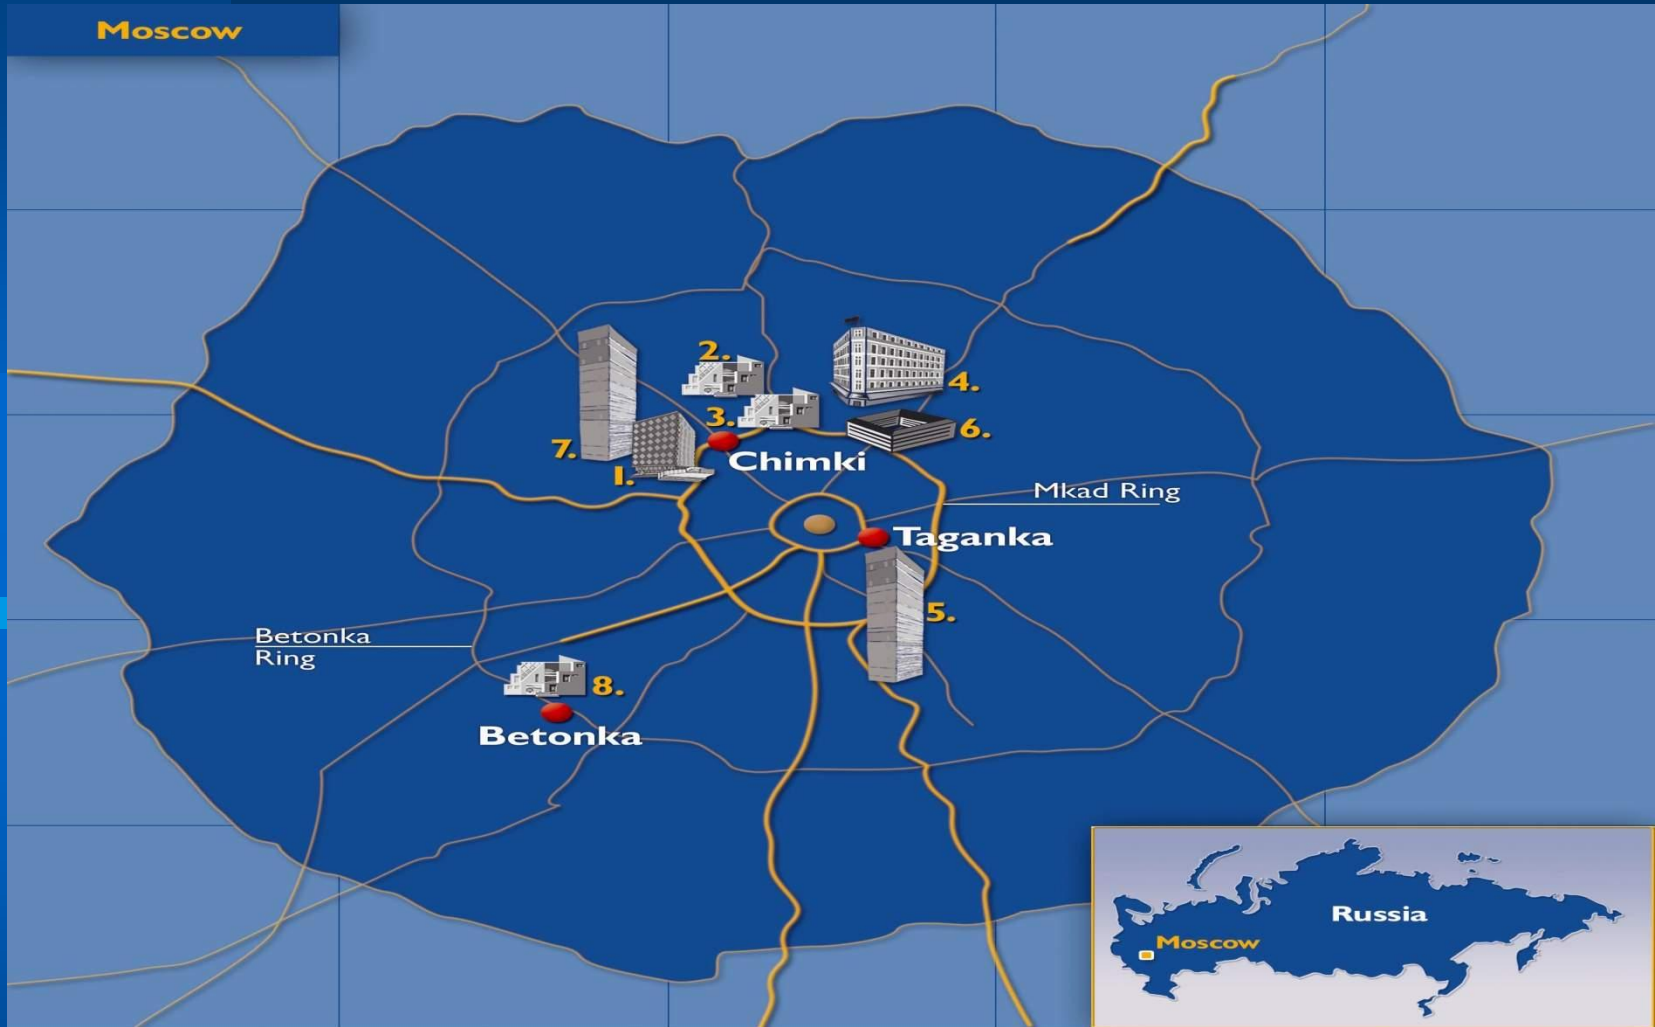 Moscow
2.
4.
3.
6.
7.
Chimki
1.
Mkad Ring
Taganka
5.
Betonka
Ring
8.
Betonka
Russia
Moscow